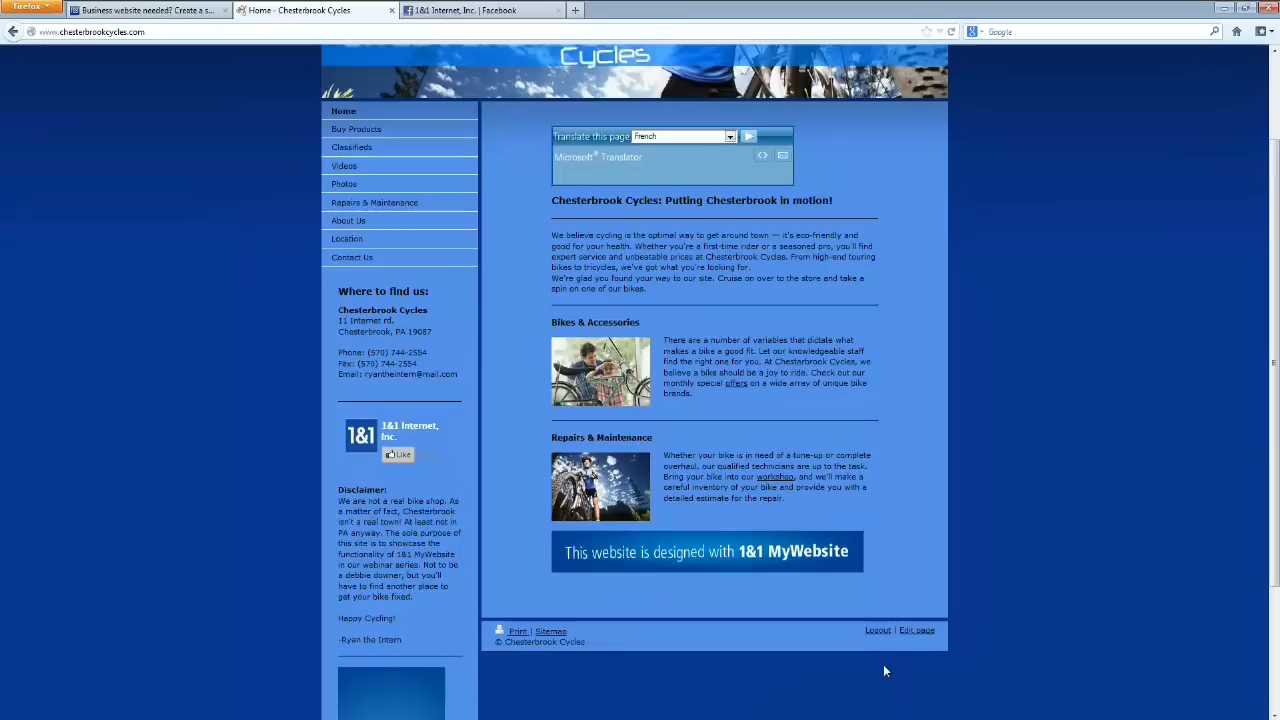 Firefox
Business website needed? Create a s...
Home - Chesterbrook Cycles
1&1 Internet, Inc. | Facebook
www.chesterbrookcycles.com
Google
Cycles
Home
Buy Products
Classifieds
Videos
Photos
Repairs & Maintenance
About Us
Location
Contact Us
Where to find us:
Chesterbrook Cycles
11 Internet rd.
Chesterbrook, PA 19087
Phone: (570) 744-2554
Fax: (570) 744-2554
Email: ryantheintern@mail.com
1&1
1&1 Internet,
Inc.
Like
Disclaimer:
We are not a real bike shop. As
a matter of fact, Chesterbrook
isn't a real town! At least not in
PA anyway. The sole purpose of
this site is to showcase the
functionality of 1&1 MyWebsite
in our webinar series. Not to be
a debbie downer, but you'll
have to find another place to
get your bike fixed.
Happy Cycling!
-Ryan the Intern
Translate this page
French
Microsoft® Translator
Chesterbrook Cycles: Putting Chesterbrook in motion!
We believe cycling is the optimal way to get around town — it's eco-friendly and
good for your health. Whether you're a first-time rider or a seasoned pro, you'll find
expert service and unbeatable prices at Chesterbrook Cycles. From high-end touring
bikes to tricycles, we've got what you're looking for.
We're glad you found your way to our site. Cruise on over to the store and take a
spin on one of our bikes.
Bikes & Accessories
There are a number of variables that dictate what
makes a bike a good fit. Let our knowledgeable staff
find the right one for you. At Chesterbrook Cycles, we
believe a bike should be a joy to ride. Check out our
monthly special offers on a wide array of unique bike
brands.
Repairs & Maintenance
Whether your bike is in need of a tune-up or complete
overhaul, our qualified technicians are up to the task.
Bring your bike into our workshop, and we'll make a
careful inventory of your bike and provide you with a
detailed estimate for the repair.
This website is designed with 1&1 MyWebsite
Print | Sitemap
© Chesterbrook Cycles
Logout | Edit page